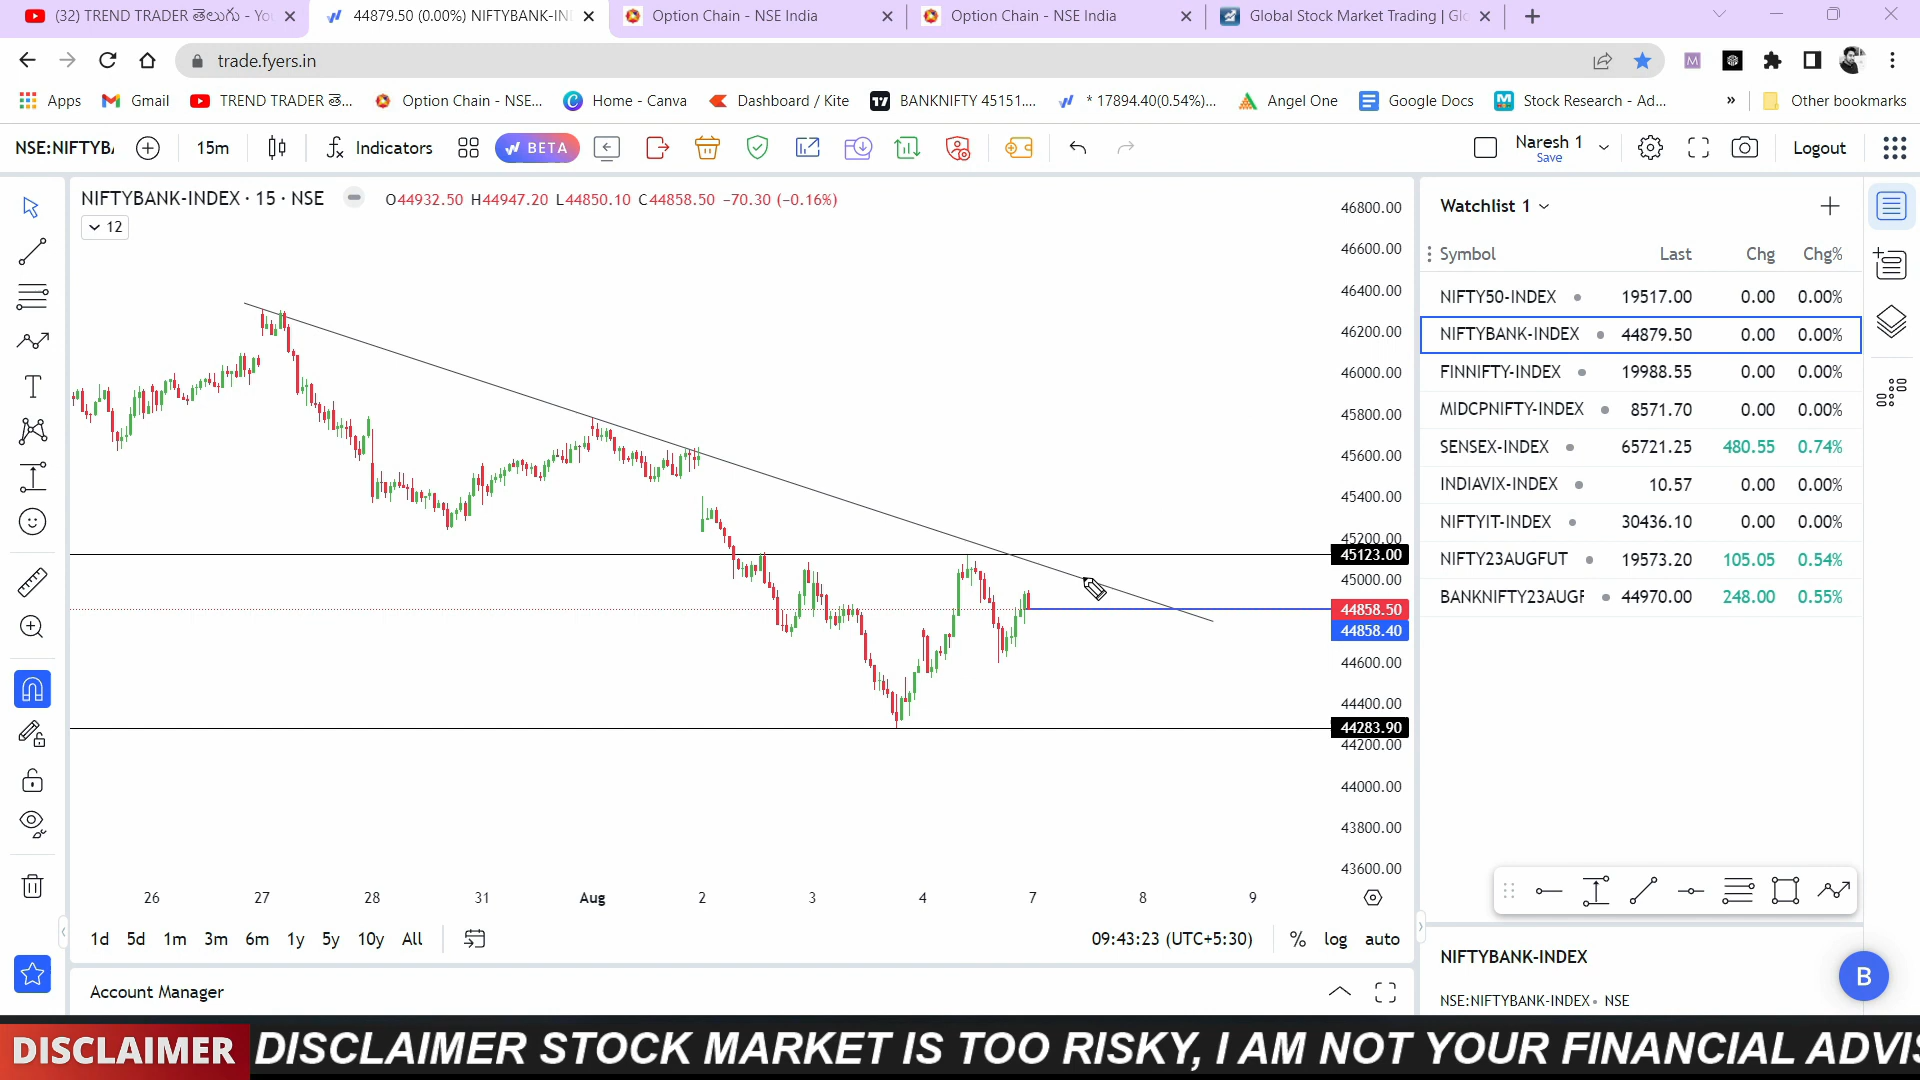 (32) TREND TRADER తెలుగు - Yo
44879.50 (0.00%) NIFTYBANK-IN
Option Chain - NSE India
Option Chain - NSE India
Global Stock Market Trading | Glo
trade.fyers.in
Apps
Gmail
TREND TRADER తె...
Option Chain - NSE...
Home - Canva
Dashboard / Kite
BANKNIFTY 45151....
* 17894.40(0.54%)...
Angel One
Google Docs
Stock Research - Ad...
»
Other bookmarks
NSE:NIFTYB
15m
Indicators
BETA
Naresh 1
Save
Logout
NIFTYBANK-INDEX · 15 · NSE
O44932.50 H44947.20 L44850.10 C44858.50 -70.30 (-0.16%)
12
46800.00
46600.00
46400.00
46200.00
46000.00
45800.00
45600.00
45400.00
45200.00
45123.00
45000.00
44858.50
44858.40
44600.00
44400.00
44283.90
44200.00
44000.00
43800.00
43600.00
26 27 28 31 Aug 2 3 4 7 8 9
1d 5d 1m 3m 6m 1y 5y 10y All
09:43:23 (UTC+5:30)
% log auto
Account Manager
Watchlist 1
Symbol Last Chg Chg%
NIFTY50-INDEX 19517.00 0.00 0.00%
NIFTYBANK-INDEX 44879.50 0.00 0.00%
FINNIFTY-INDEX 19988.55 0.00 0.00%
MIDCPNIFTY-INDEX 8571.70 0.00 0.00%
SENSEX-INDEX 65721.25 480.55 0.74%
INDIAVIX-INDEX 10.57 0.00 0.00%
NIFTYIT-INDEX 30436.10 0.00 0.00%
NIFTY23AUGFUT 19573.20 105.05 0.54%
BANKNIFTY23AUGF 44970.00 248.00 0.55%
NIFTYBANK-INDEX
NSE:NIFTYBANK-INDEX • NSE
B
DISCLAIMER
DISCLAIMER STOCK MARKET IS TOO RISKY, I AM NOT YOUR FINANCIAL ADVIS